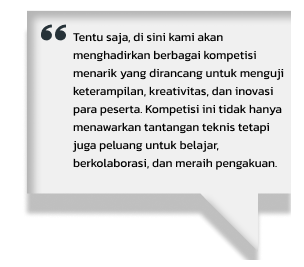 “ Tentu saja, di sini kami akan
menghadirkan berbagai kompetisi
menarik yang dirancang untuk menguji
keterampilan, kreativitas, dan inovasi
para peserta. Kompetisi ini tidak hanya
menawarkan tantangan teknis tetapi
juga peluang untuk belajar,
berkolaborasi, dan meraih pengakuan.